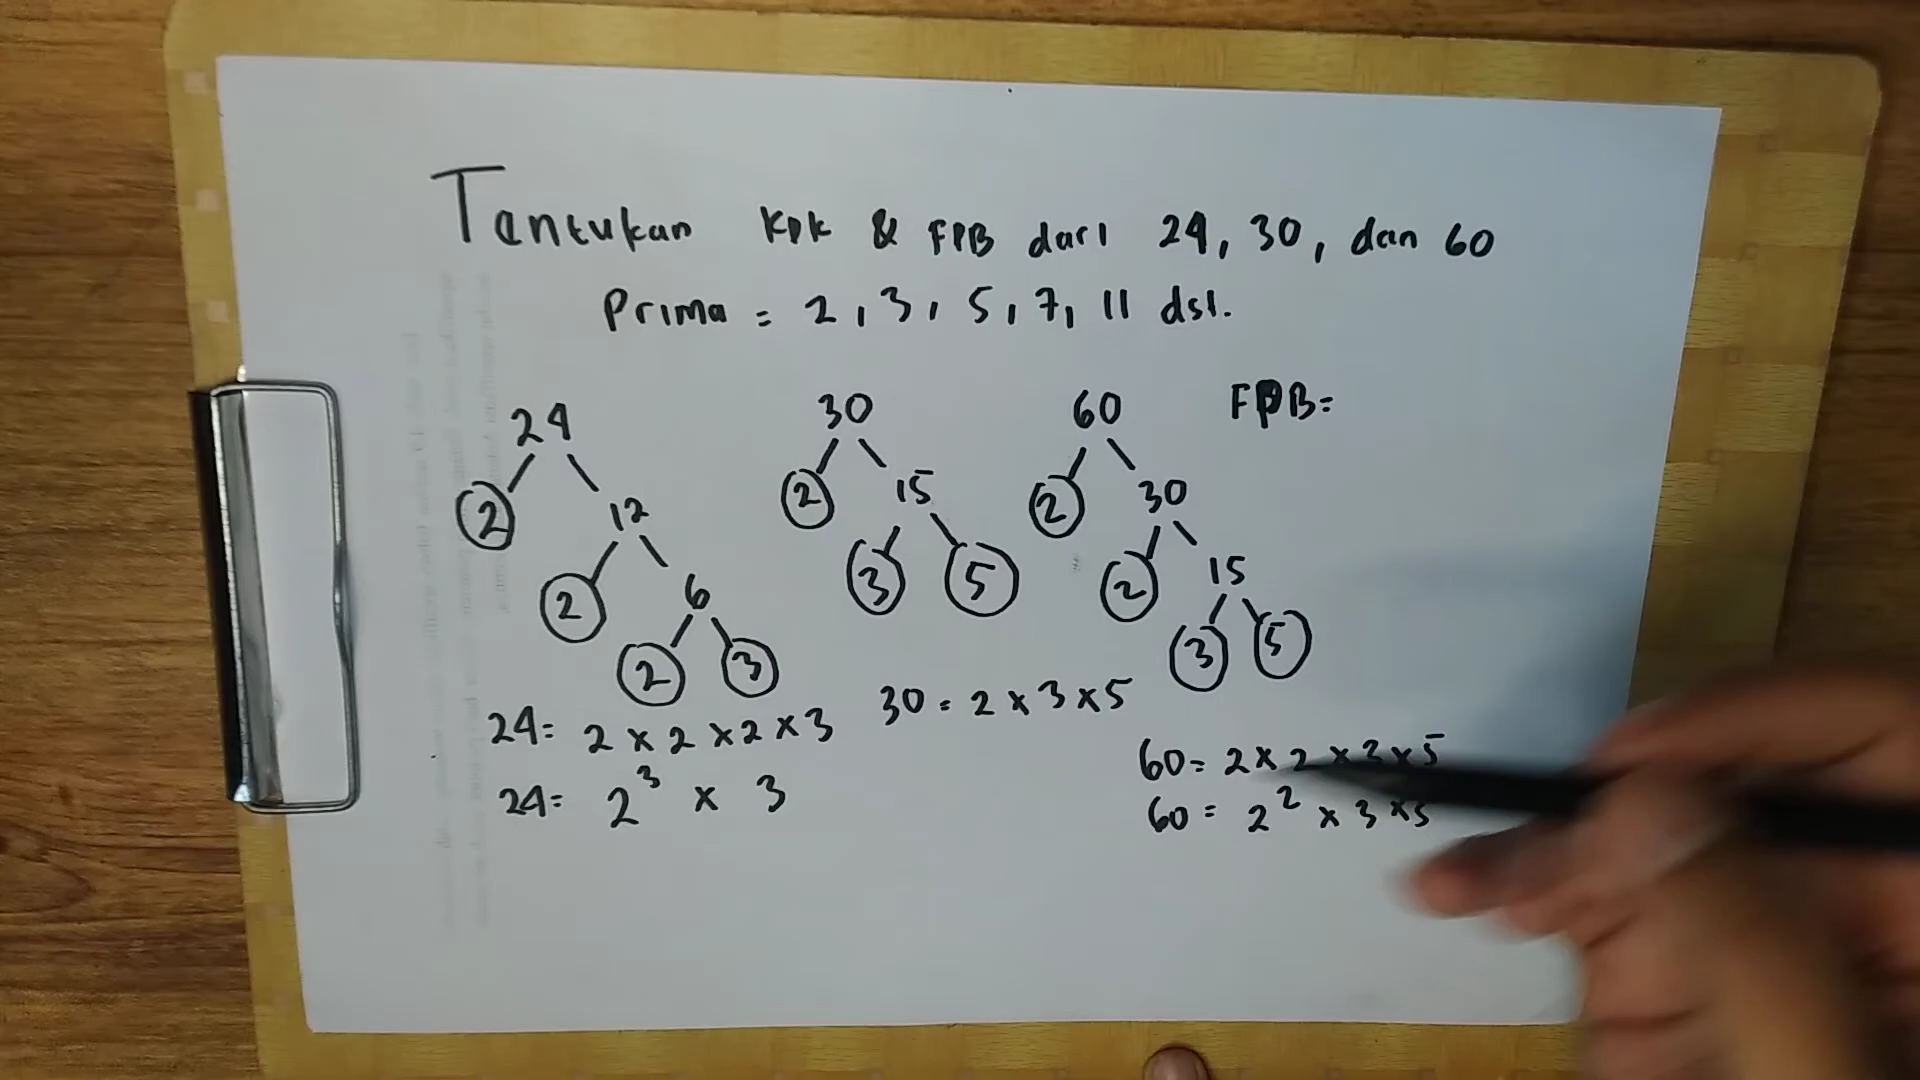 Tentukan KPK & FPB dari 24, 30, dan 60
Prima = 2, 3, 5, 7, 11 dsl.
24 30 60 FPB=
2 12 2 15 2 30
2 6 3 5 2 15
2 3 3 5
24= 2 x 2 x 2 x 3 30 = 2 x 3 x 5
60= 2 x 2 x 3 x 5
24= 2³ x 3 60 = 2² x 3 x 5